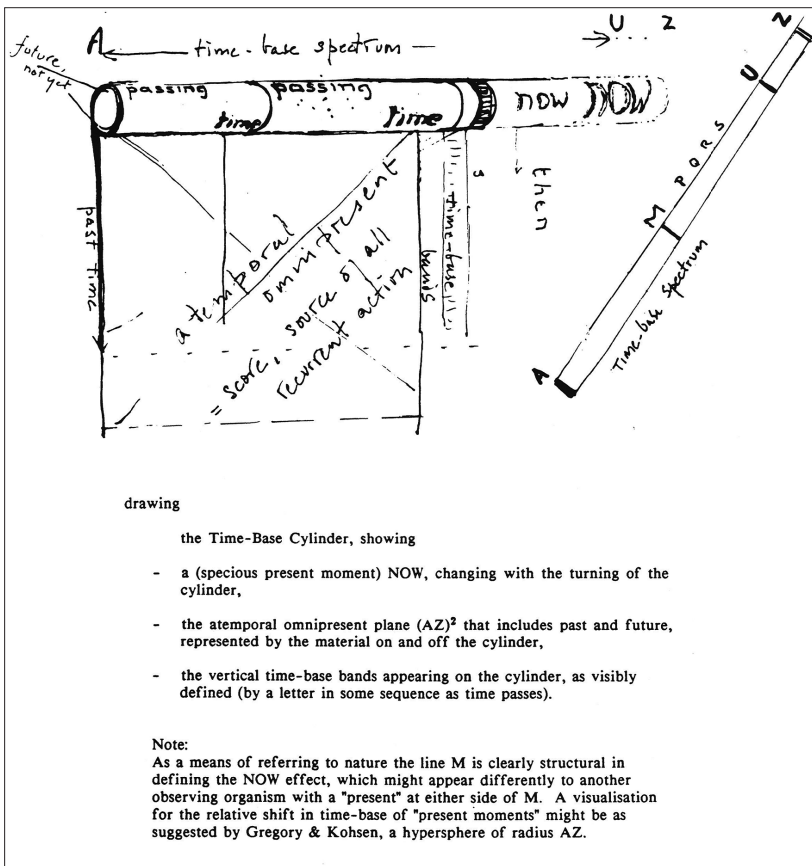 A
time-base spectrum
U ... Z
Z
future,
not yet
passing
passing
time
time
NOW
NOW
U
M P Q R S
A
Time-base spectrum
past time
a temporal
omnipresent
= score, source of all
recurrent action
bands
time-base
s
then
drawing
the Time-Base Cylinder, showing
- a (specious present moment) NOW, changing with the turning of the
cylinder,
- the atemporal omnipresent plane (AZ)² that includes past and future,
represented by the material on and off the cylinder,
- the vertical time-base bands appearing on the cylinder, as visibly
defined (by a letter in some sequence as time passes).
Note:
As a means of referring to nature the line M is clearly structural in
defining the NOW effect, which might appear differently to another
observing organism with a "present" at either side of M. A visualisation
for the relative shift in time-base of "present moments" might be as
suggested by Gregory & Kohsen, a hypersphere of radius AZ.